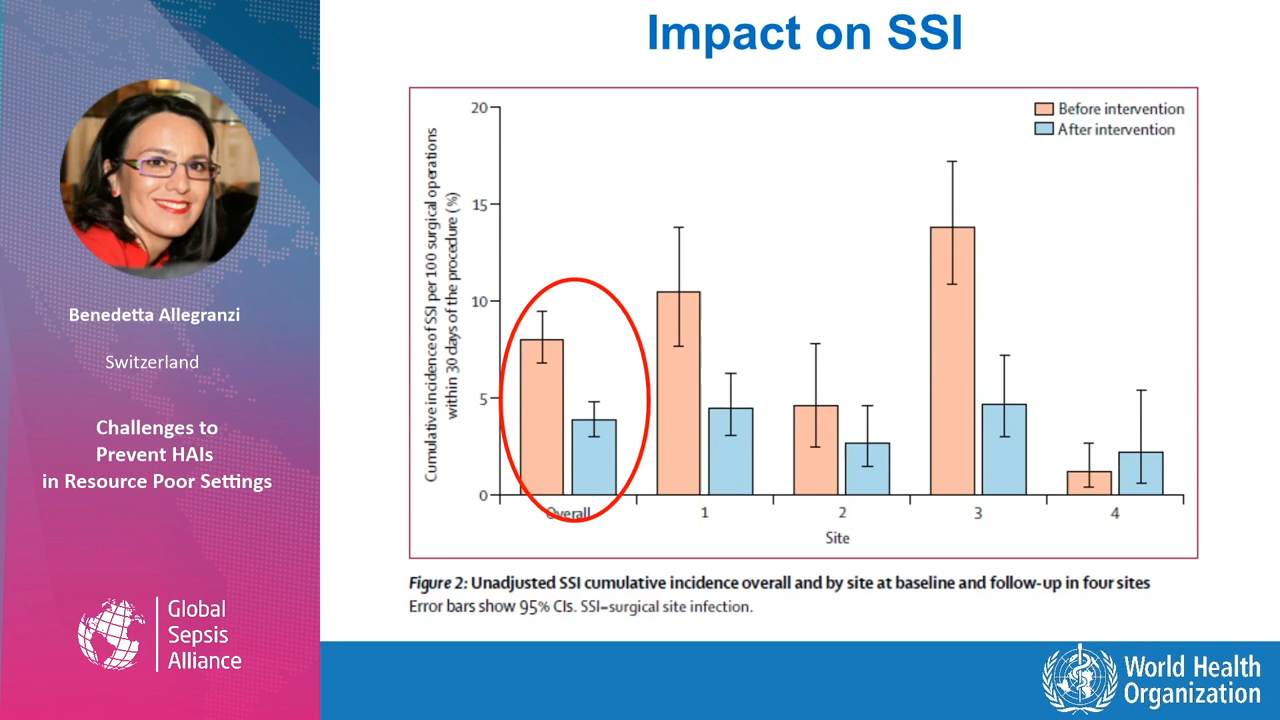 Impact on SSI
Benedetta Allegranzi
Switzerland
Challenges to
Prevent HAIs
in Resource Poor Settings
Global
Sepsis
Alliance
Cumulative incidence of SSI per 100 surgical operations
within 30 days of the procedure (%)
20
15
10
5
0
Before intervention
After intervention
Overall
1
2
3
4
Site
Figure 2: Unadjusted SSI cumulative incidence overall and by site at baseline and follow-up in four sites
Error bars show 95% CIs. SSI=surgical site infection.
World Health
Organization